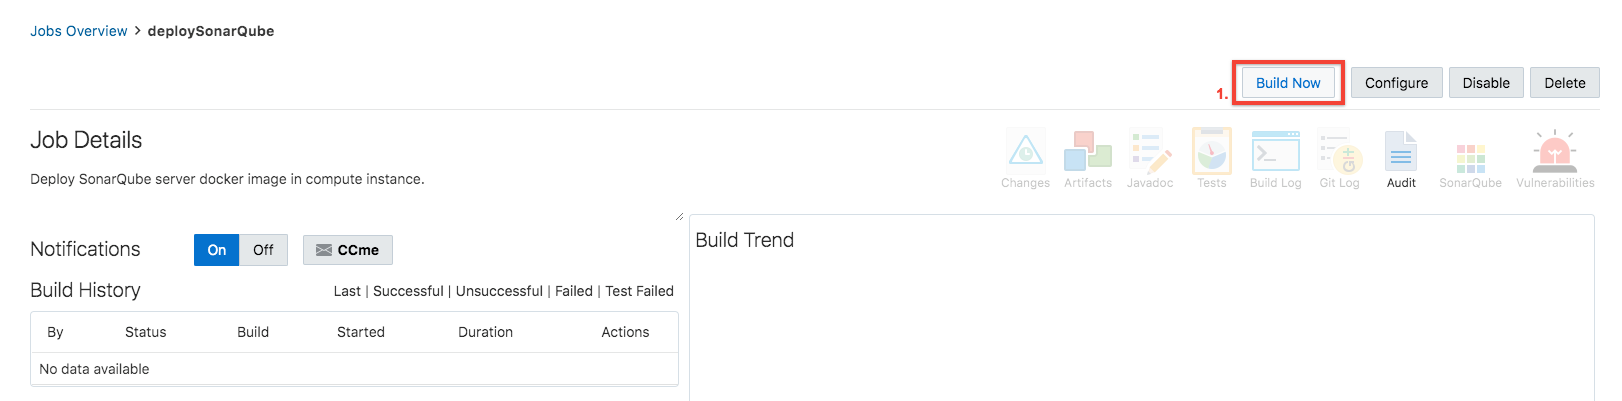 Jobs Overview > deploySonarQube
1. Build Now Configure Disable Delete
Job Details
Deploy SonarQube server docker image in compute instance.
Changes Artifacts Javadoc Tests Build Log Git Log Audit SonarQube Vulnerabilities
Notifications On Off CCme
Build Trend
Build History Last | Successful | Unsuccessful | Failed | Test Failed
By Status Build Started Duration Actions
No data available